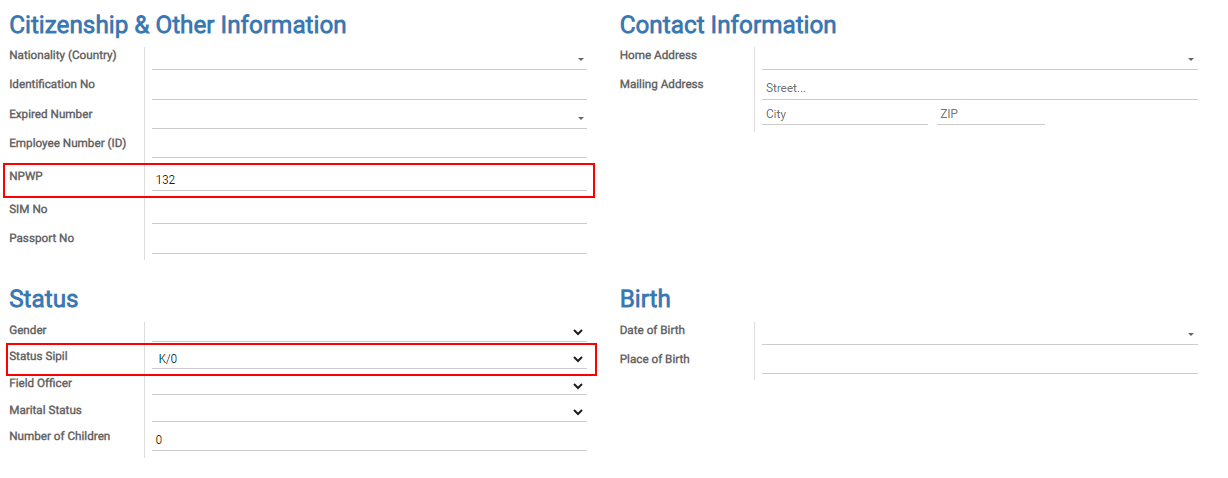 Citizenship & Other Information
Nationality (Country)
Identification No
Expired Number
Employee Number (ID)
NPWP 132
SIM No
Passport No
Contact Information
Home Address
Mailing Address Street...
City ZIP
Status
Gender
Status Sipil K/0
Field Officer
Marital Status
Number of Children 0
Birth
Date of Birth
Place of Birth